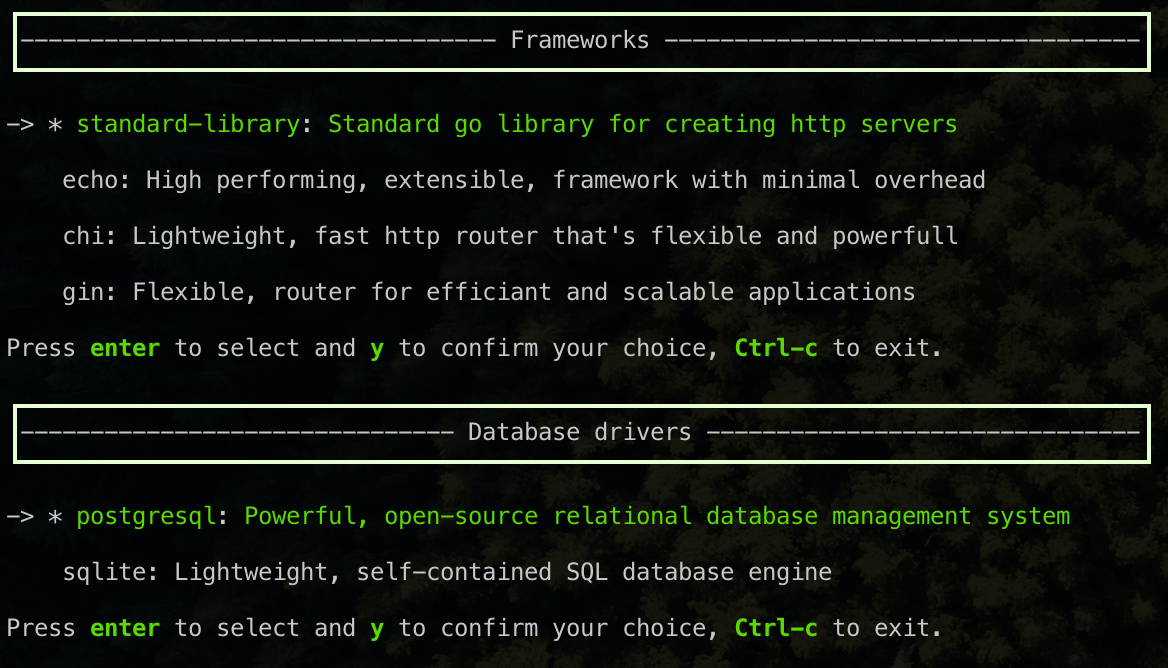 --------------------------------- Frameworks ---------------------------------
-> * standard-library: Standard go library for creating http servers
echo: High performing, extensible, framework with minimal overhead
chi: Lightweight, fast http router that's flexible and powerfull
gin: Flexible, router for efficiant and scalable applications
Press enter to select and y to confirm your choice, Ctrl-c to exit.
------------------------------- Database drivers -------------------------------
-> * postgresql: Powerful, open-source relational database management system
sqlite: Lightweight, self-contained SQL database engine
Press enter to select and y to confirm your choice, Ctrl-c to exit.